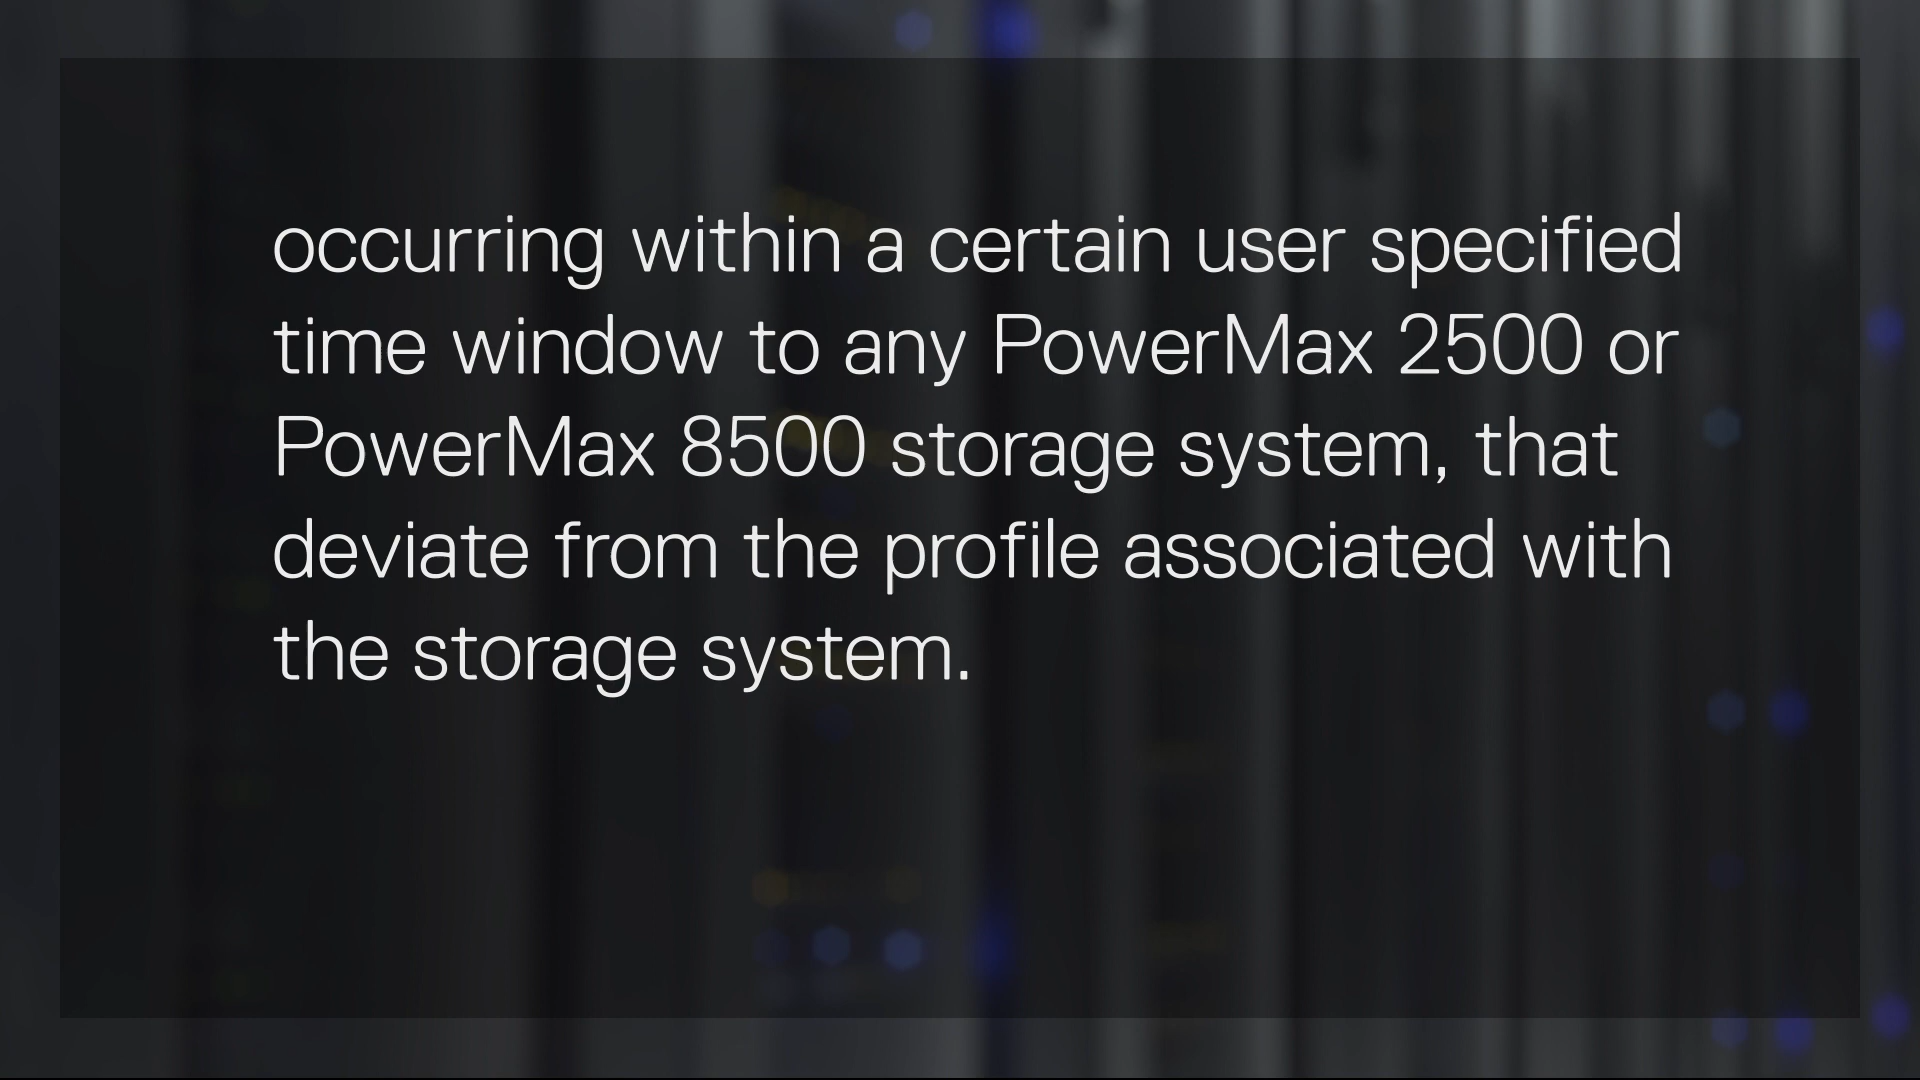 occurring within a certain user specified
time window to any PowerMax 2500 or
PowerMax 8500 storage system, that
deviate from the profile associated with
the storage system.